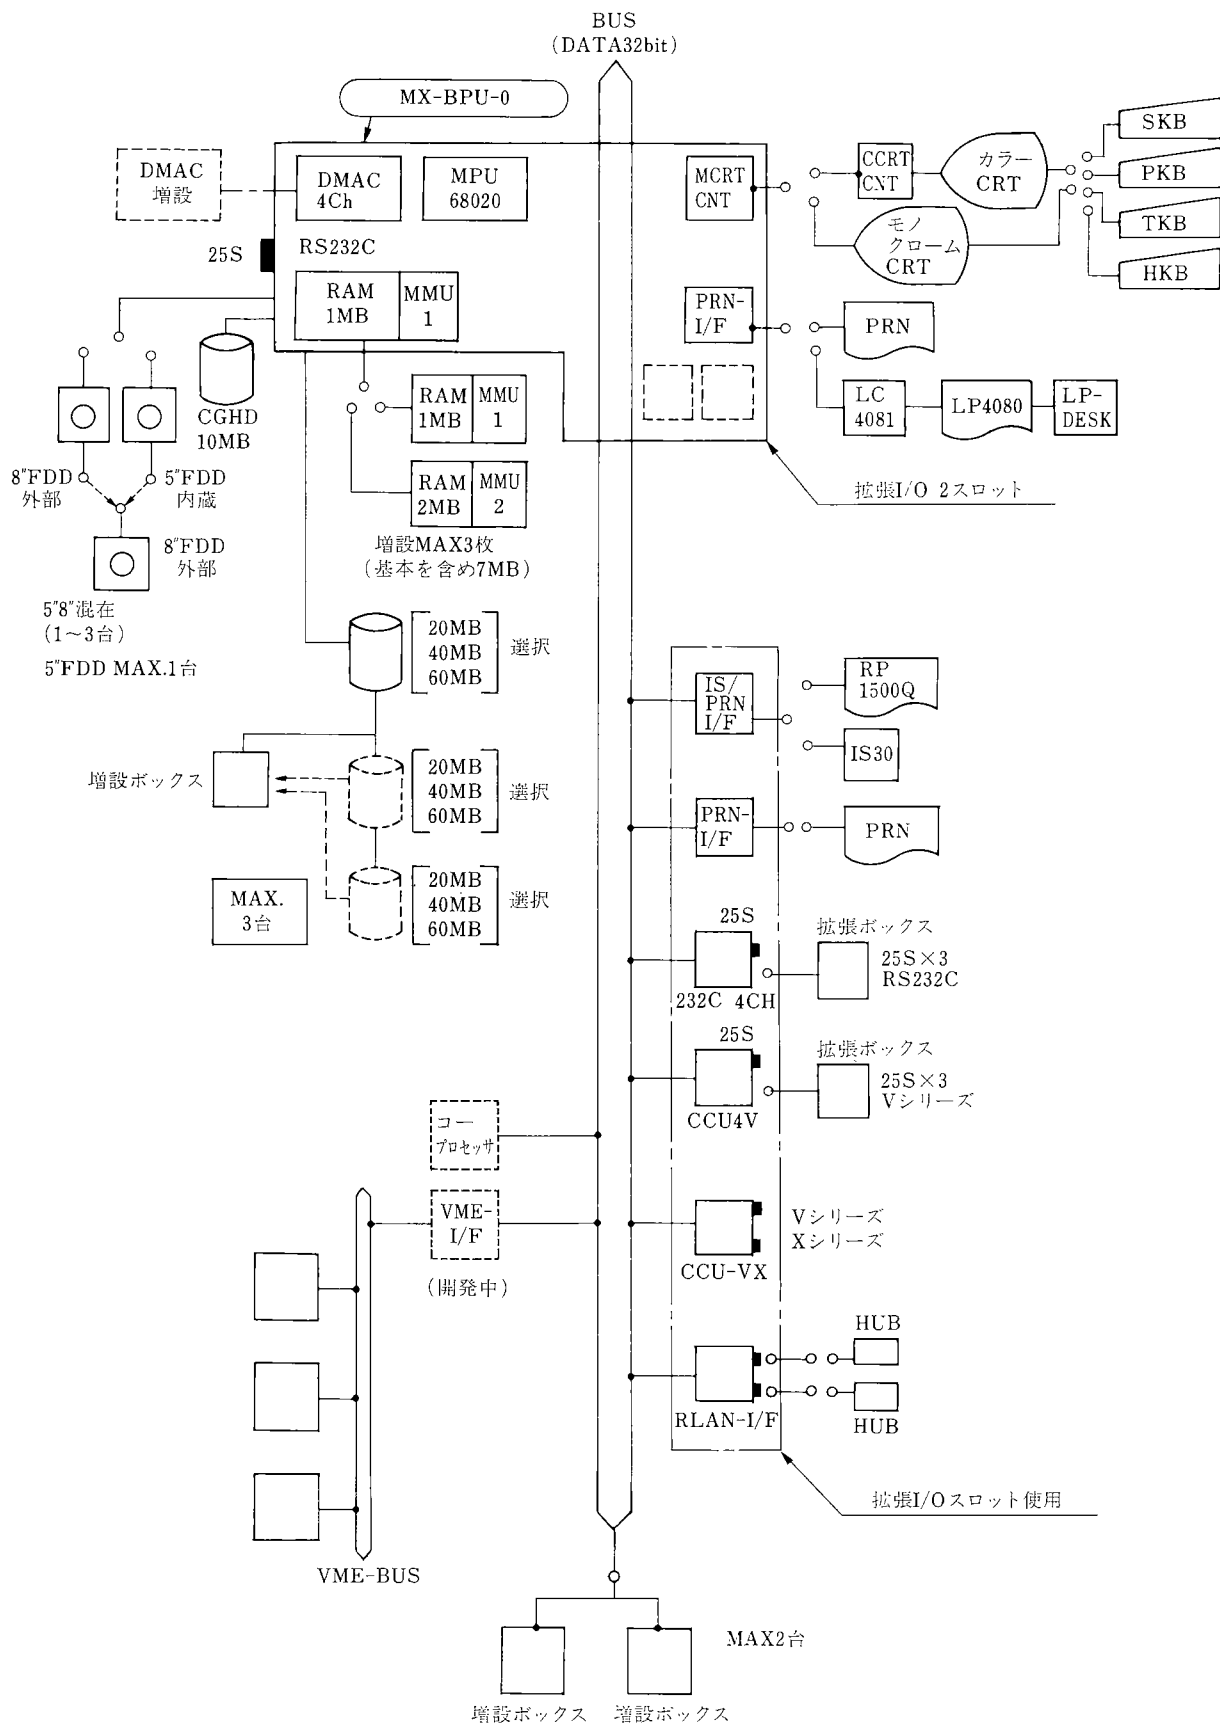 BUS
(DATA32bit)
MX-BPU-0
DMAC
増設
DMAC
4Ch
MPU
68020
25S
RS232C
RAM
1MB
MMU
1
MCRT
CNT
CCRT
CNT
カラー
CRT
モノ
クローム
CRT
SKB
PKB
TKB
HKB
PRN-
I/F
PRN
LC
4081
LP4080
LP-
DESK
拡張I/O 2スロット
CGHD
10MB
8"FDD
外部
5"FDD
内蔵
8"FDD
外部
5"8"混在
(1〜3台)
5"FDD MAX.1台
RAM
1MB
MMU
1
RAM
2MB
MMU
2
増設MAX3枚
(基本を含め7MB)
20MB
40MB
60MB
選択
増設ボックス
20MB
40MB
60MB
選択
MAX.
3台
20MB
40MB
60MB
選択
IS/
PRN
I/F
RP
1500Q
IS30
PRN-
I/F
PRN
25S
232C 4CH
拡張ボックス
25S×3
RS232C
25S
CCU4V
拡張ボックス
25S×3
Vシリーズ
コー
プロセッサ
VME-
I/F
(開発中)
CCU-VX
Vシリーズ
Xシリーズ
RLAN-I/F
HUB
HUB
拡張I/Oスロット使用
VME-BUS
MAX2台
増設ボックス
増設ボックス